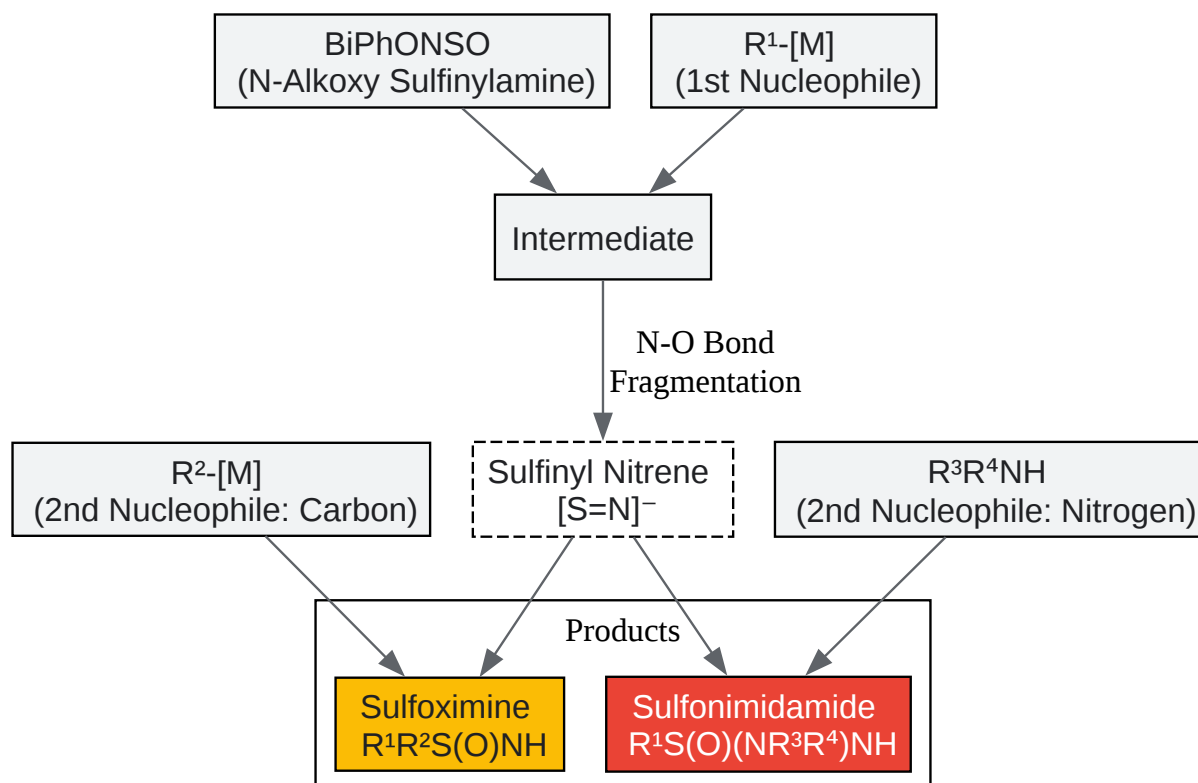 BiPhONSO
(N-Alkoxy Sulfinylamine)
R¹-[M]
(1st Nucleophile)
Intermediate
N-O Bond
Fragmentation
R²-[M]
(2nd Nucleophile: Carbon)
Sulfinyl Nitrene
[S=N]⁻
R³R⁴NH
(2nd Nucleophile: Nitrogen)
Products
Sulfoximine
R¹R²S(O)NH
Sulfonimidamide
R¹S(O)(NR³R⁴)NH